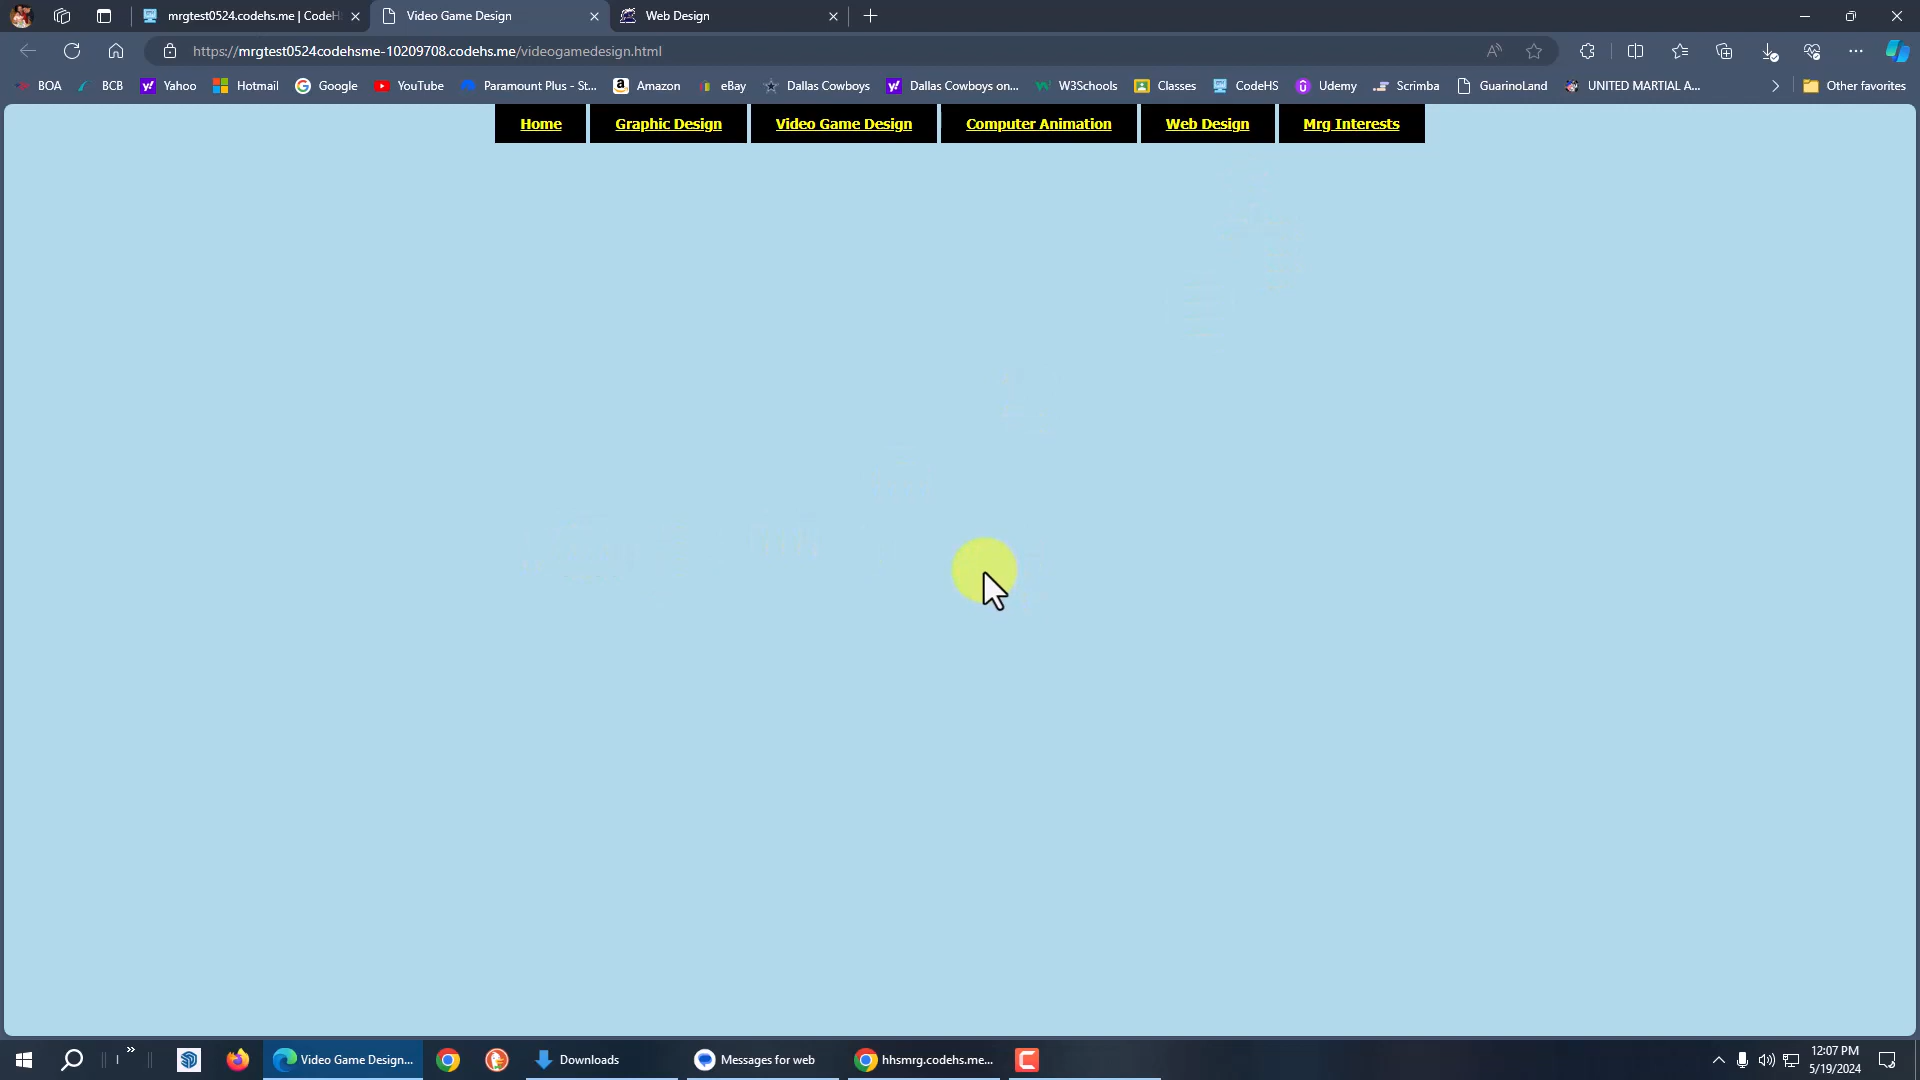 mrgtest0524.codehs.me | CodeH
Video Game Design
Web Design
https://mrgtest0524codehsme-10209708.codehs.me/videogamedesign.html
BOA
BCB
Yahoo
Hotmail
Google
YouTube
Paramount Plus - St...
Amazon
eBay
Dallas Cowboys
Dallas Cowboys on...
W3Schools
Classes
CodeHS
Udemy
Scrimba
GuarinoLand
UNITED MARTIAL A...
Other favorites
Home
Graphic Design
Video Game Design
Computer Animation
Web Design
Mrg Interests
Video Game Design...
Downloads
Messages for web
hhsmrg.codehs.me...
12:07 PM
5/19/2024